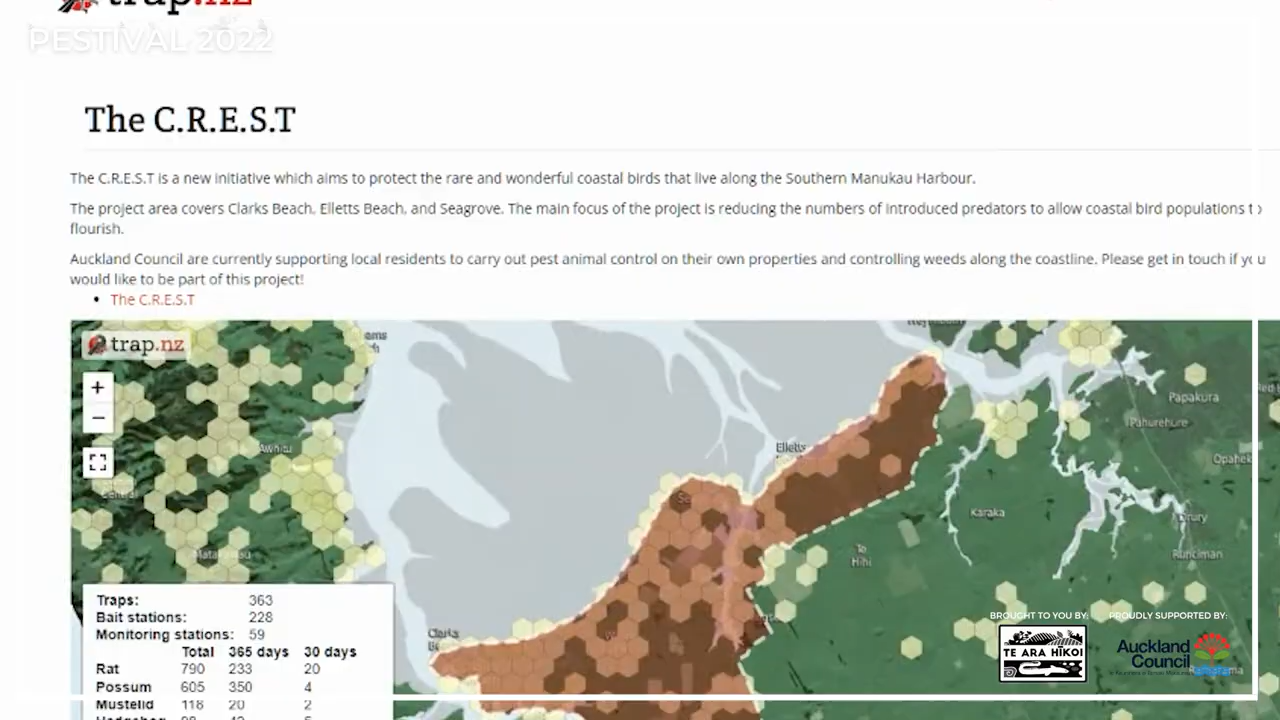 trap.nz
PESTIVAL 2022
The C.R.E.S.T
The C.R.E.S.T is a new initiative which aims to protect the rare and wonderful coastal birds that live along the Southern Manukau Harbour.
The project area covers Clarks Beach, Elletts Beach, and Seagrove. The main focus of the project is reducing the numbers of introduced predators to allow coastal bird populations to
flourish.
Auckland Council are currently supporting local residents to carry out pest animal control on their own properties and controlling weeds along the coastline. Please get in touch if you
would like to be part of this project!
• The C.R.E.S.T
trap.nz
+
−
Awhitu
Matakawau
Elletts
Papakura
Pahurehure
Opahek
Karaka
Drury
Runciman
Te
Hihi
Clarks
Traps: 363
Bait stations: 228
Monitoring stations: 59
Total 365 days 30 days
Rat 790 233 20
Possum 605 350 4
Mustelid 118 20 2
BROUGHT TO YOU BY:
TE ARA HĪKOI
PROUDLY SUPPORTED BY:
Auckland
Council